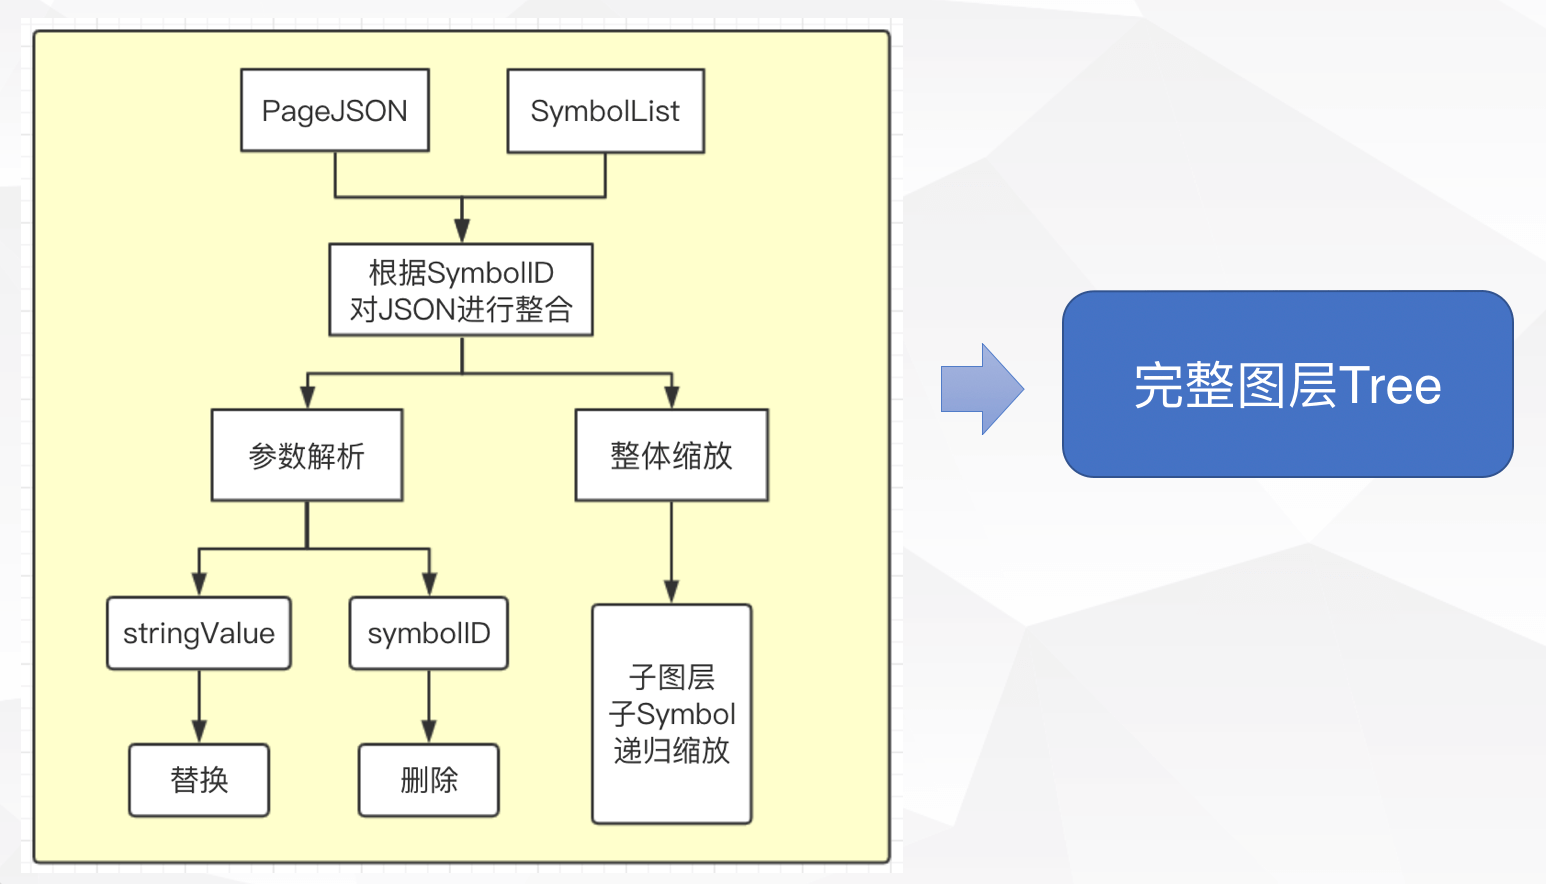 PageJSON
SymbolList
根据SymbolID
对JSON进行整合
参数解析
整体缩放
stringValue
symbolID
子图层
子Symbol
递归缩放
替换
删除
完整图层Tree